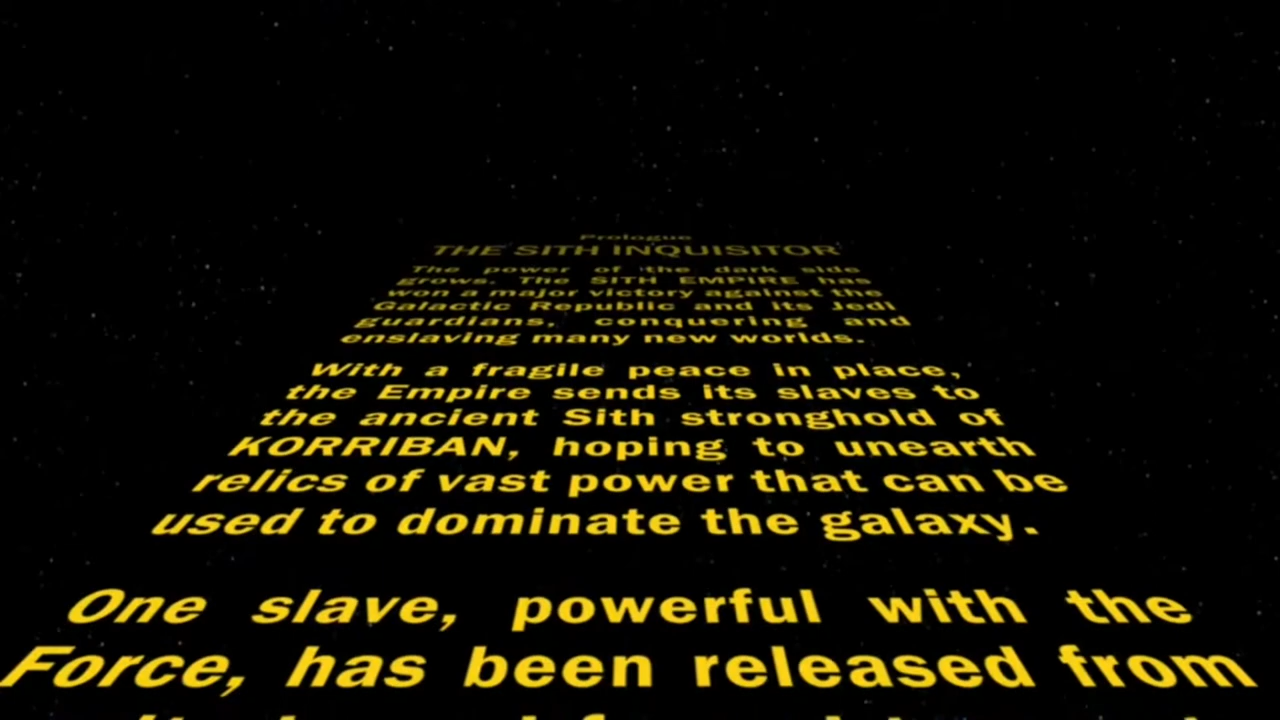 Prologue
THE SITH INQUISITOR
The power of the dark side
grows. The SITH EMPIRE has
won a major victory against the
Galactic Republic and its Jedi
guardians, conquering and
enslaving many new worlds.
With a fragile peace in place,
the Empire sends its slaves to
the ancient Sith stronghold of
KORRIBAN, hoping to unearth
relics of vast power that can be
used to dominate the galaxy.
One slave, powerful with the
Force, has been released from